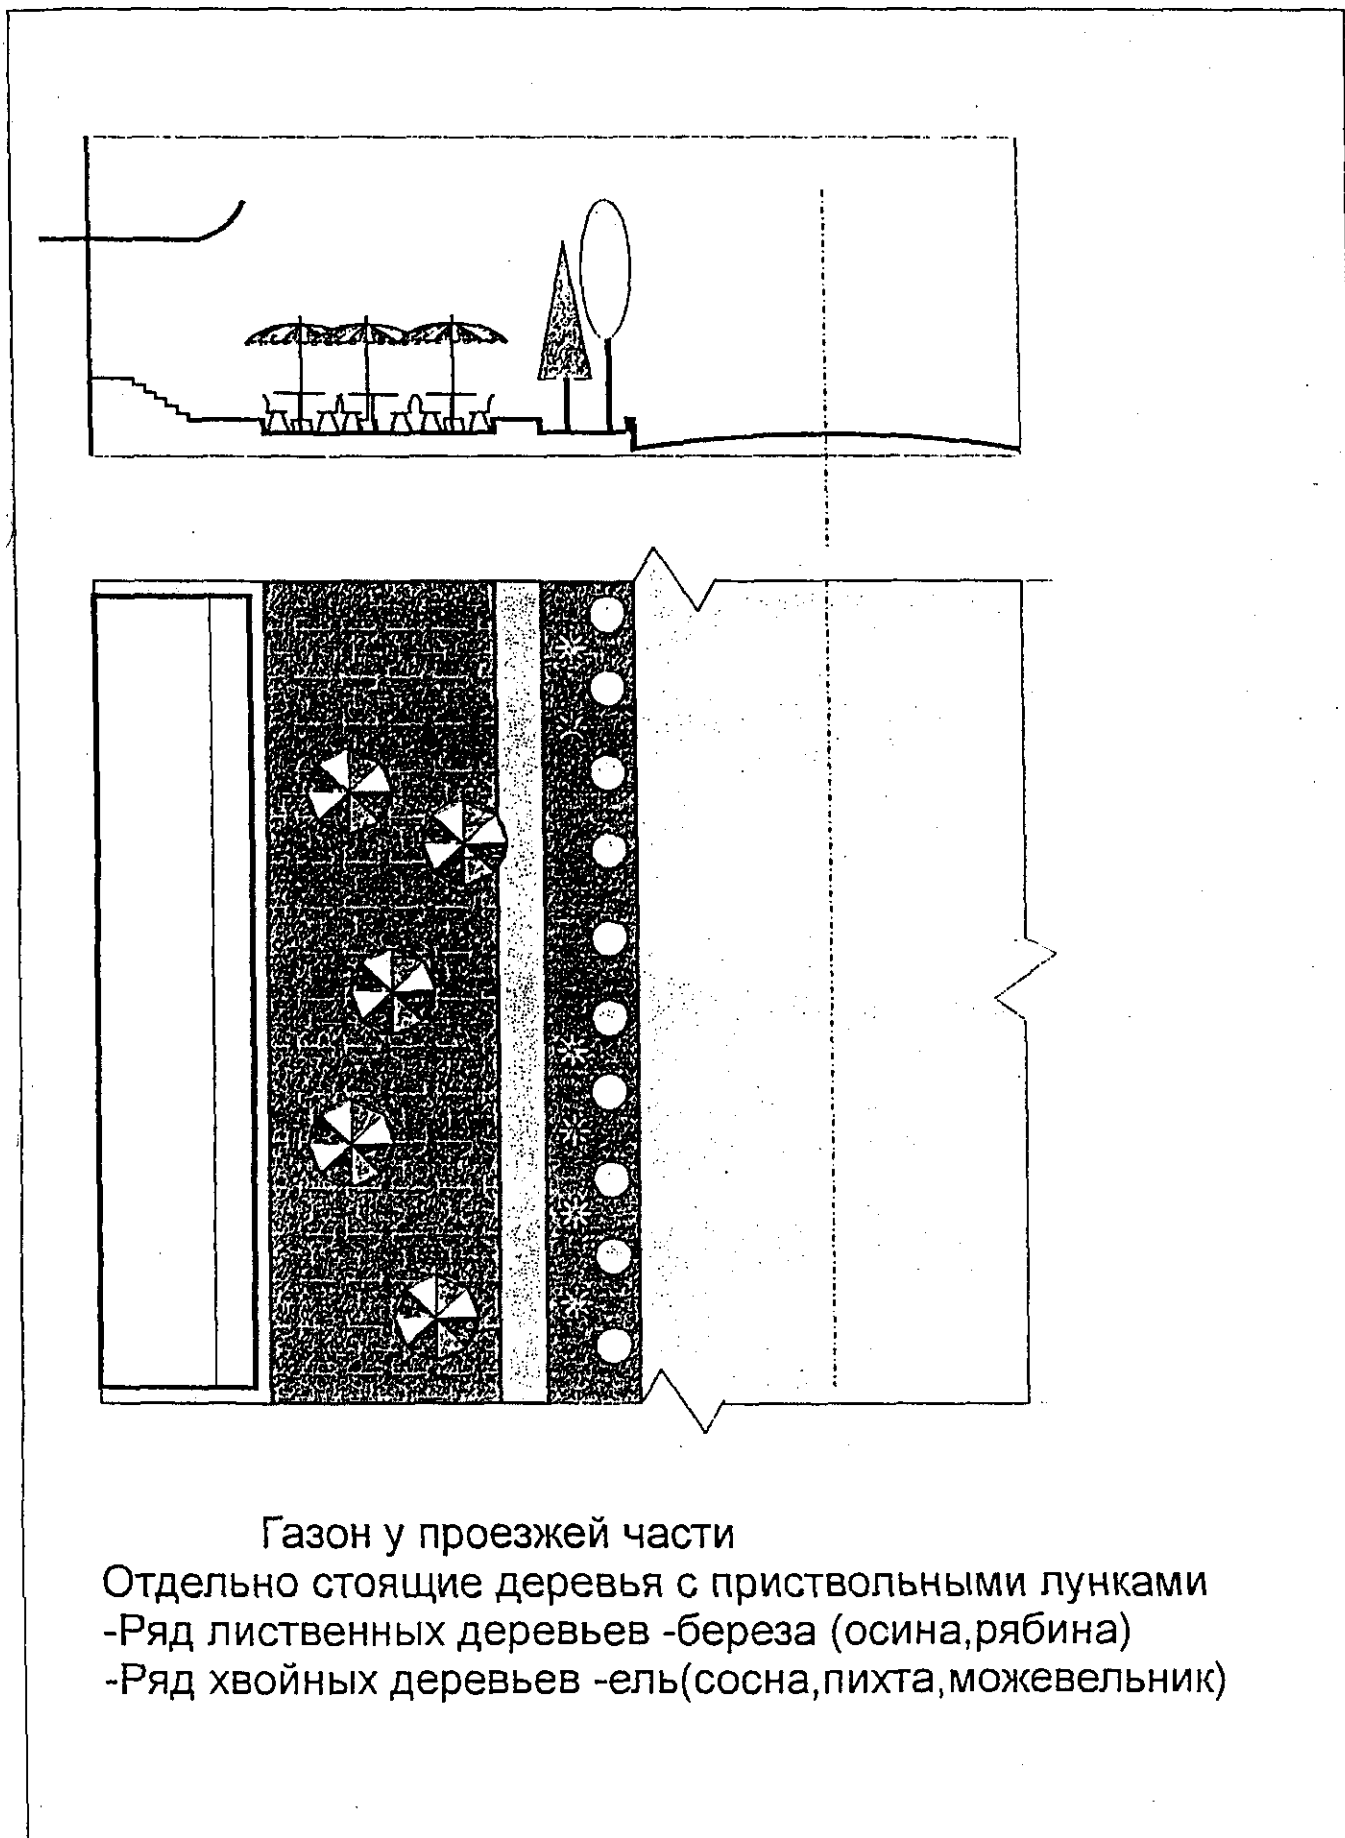 Газон у проезжей части
Отдельно стоящие деревья с приствольными лунками
-Ряд лиственных деревьев -береза (осина,рябина)
-Ряд хвойных деревьев -ель(сосна,пихта,можевельник)